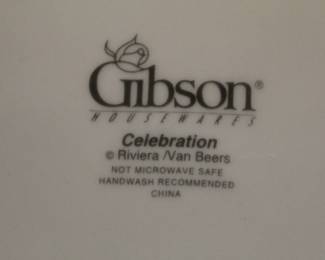 Gibson®
HOUSEWARES
Celebration
© Riviera /Van Beers
NOT MICROWAVE SAFE
HANDWASH RECOMMENDED
CHINA